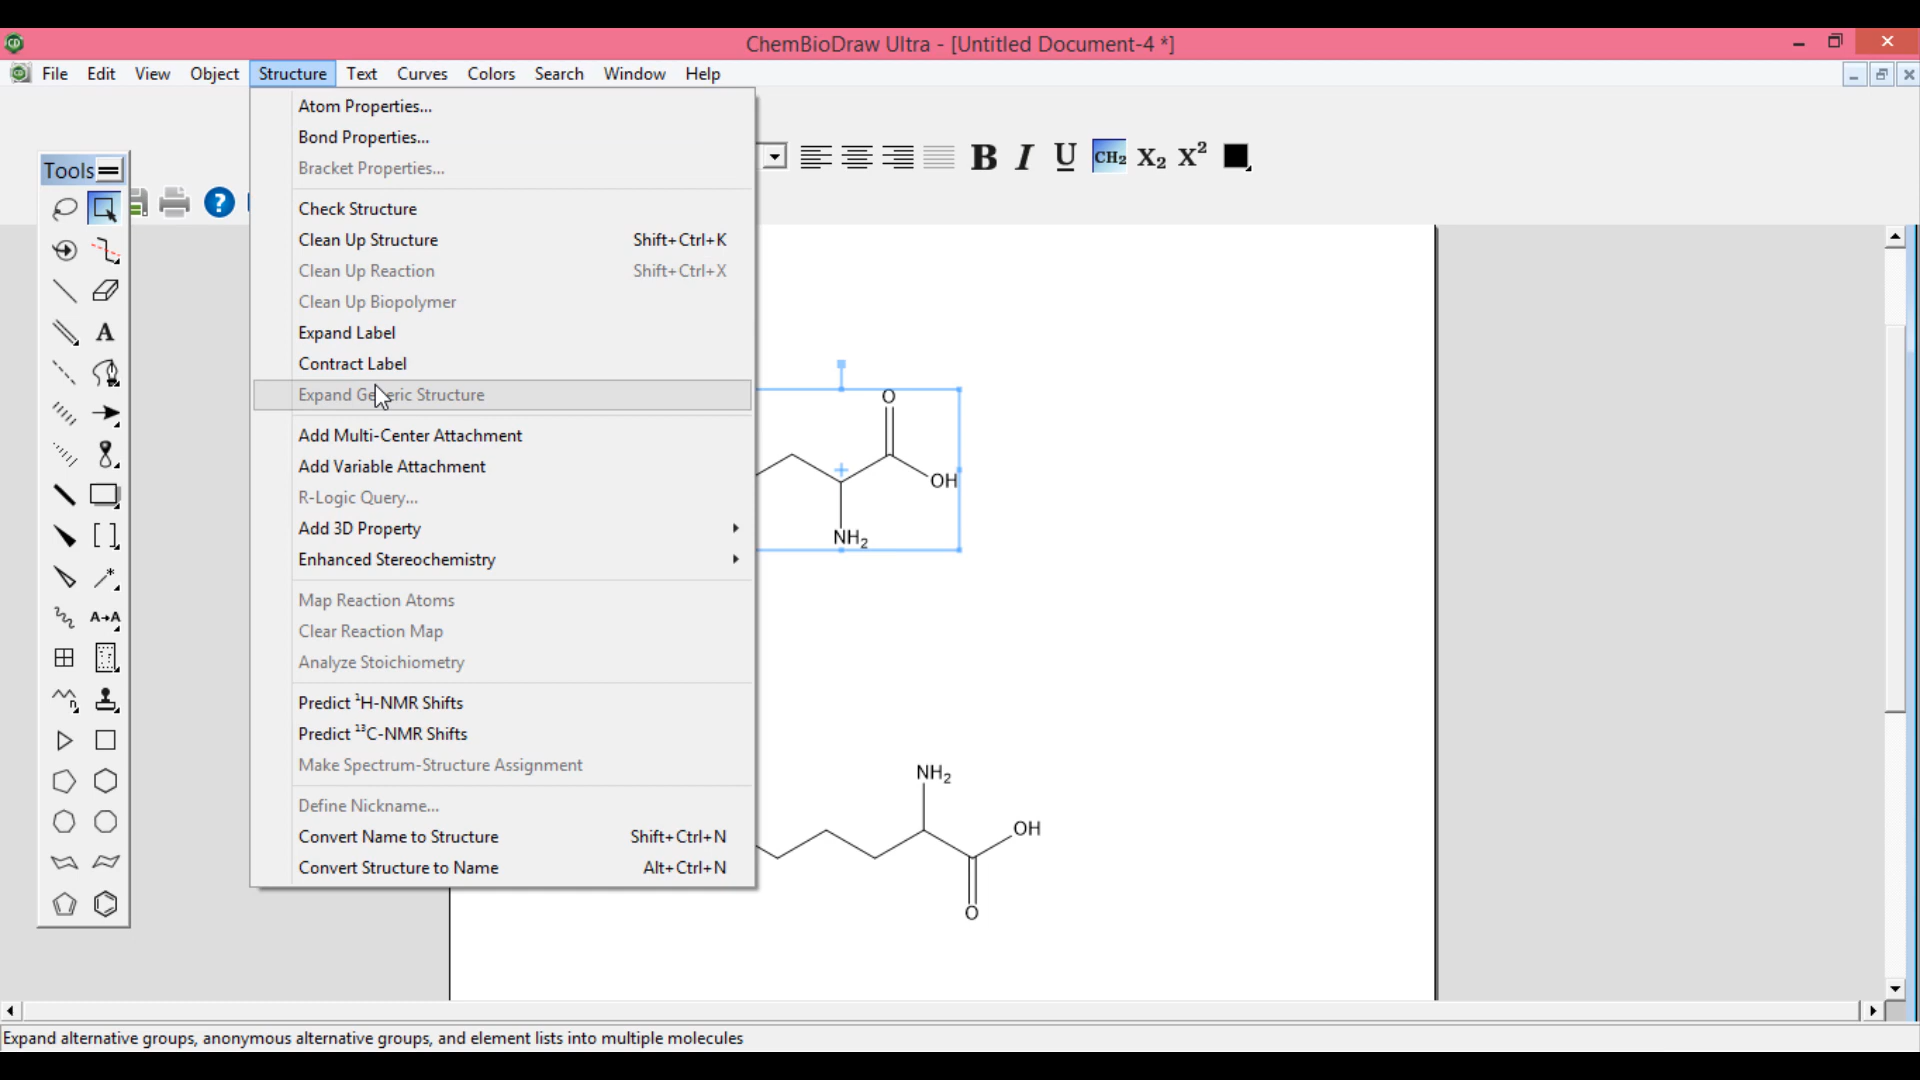 ChemBioDraw Ultra - [Untitled Document-4 *]
File Edit View Object Structure Text Curves Colors Search Window Help
Atom Properties...
Bond Properties...
Bracket Properties...
B I U CH₂ X₂ X²
Tools
Check Structure
Clean Up Structure Shift+Ctrl+K
Clean Up Reaction Shift+Ctrl+X
Clean Up Biopolymer
Expand Label
Contract Label
Expand Generic Structure
Add Multi-Center Attachment
Add Variable Attachment
R-Logic Query...
Add 3D Property
Enhanced Stereochemistry
Map Reaction Atoms
Clear Reaction Map
Analyze Stoichiometry
Predict ¹H-NMR Shifts
Predict ¹³C-NMR Shifts
Make Spectrum-Structure Assignment
Define Nickname...
Convert Name to Structure Shift+Ctrl+N
Convert Structure to Name Alt+Ctrl+N
A
A→A
O
OH
NH₂
NH₂
OH
O
Expand alternative groups, anonymous alternative groups, and element lists into multiple molecules